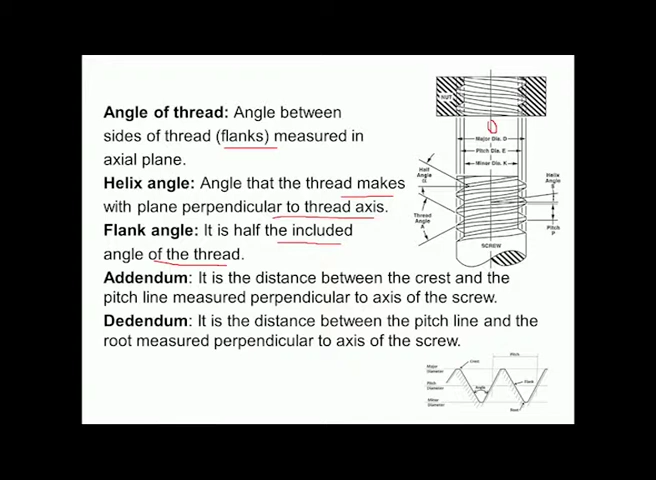 Angle of thread: Angle between
sides of thread (flanks) measured in
axial plane.
Helix angle: Angle that the thread makes
with plane perpendicular to thread axis.
Flank angle: It is half the included
angle of the thread.
Addendum: It is the distance between the crest and the
pitch line measured perpendicular to axis of the screw.
Dedendum: It is the distance between the pitch line and the
root measured perpendicular to axis of the screw.
NUT
Major Dia. D
Pitch Dia. E
Minor Dia. K
Half
Angle
Helix
Angle
S
Thread
Angle
A
Pitch
P
SCREW
Pitch
Major
Diameter
Crest
Pitch
Diameter
Angle
Flank
Minor
Diameter
Root